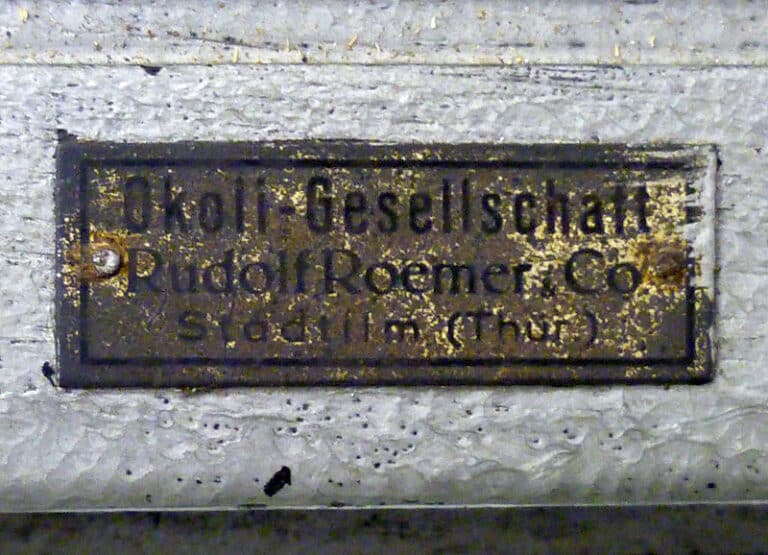 Okoli-Gesellschaft
Rudolf Roemer & Co
Stadtilm (Thür.)